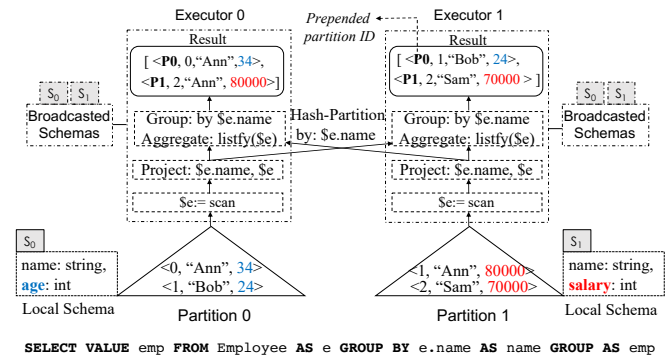 Executor 0
Prepended
partition ID
Executor 1
Result
[ <P0, 0,“Ann”,34>,
<P1, 2,“Ann”, 80000>]
Result
[ <P0, 1,“Bob”, 24>,
<P1, 2,“Sam”, 70000 > ]
S0 S1
Broadcasted
Schemas
Group: by $e.name
Aggregate: listfy($e)
Hash-Partition
by: $e.name
Group: by $e.name
Aggregate: listfy($e)
S0 S1
Broadcasted
Schemas
Project: $e.name, $e
Project: $e.name, $e
$e:= scan
$e:= scan
S0
name: string,
age: int
Local Schema
<0, “Ann”, 34>
<1, “Bob”, 24>
Partition 0
<1, “Ann”, 80000>
<2, “Sam”, 70000>
Partition 1
S1
name: string,
salary: int
Local Schema
SELECT VALUE emp FROM Employee AS e GROUP BY e.name AS name GROUP AS emp